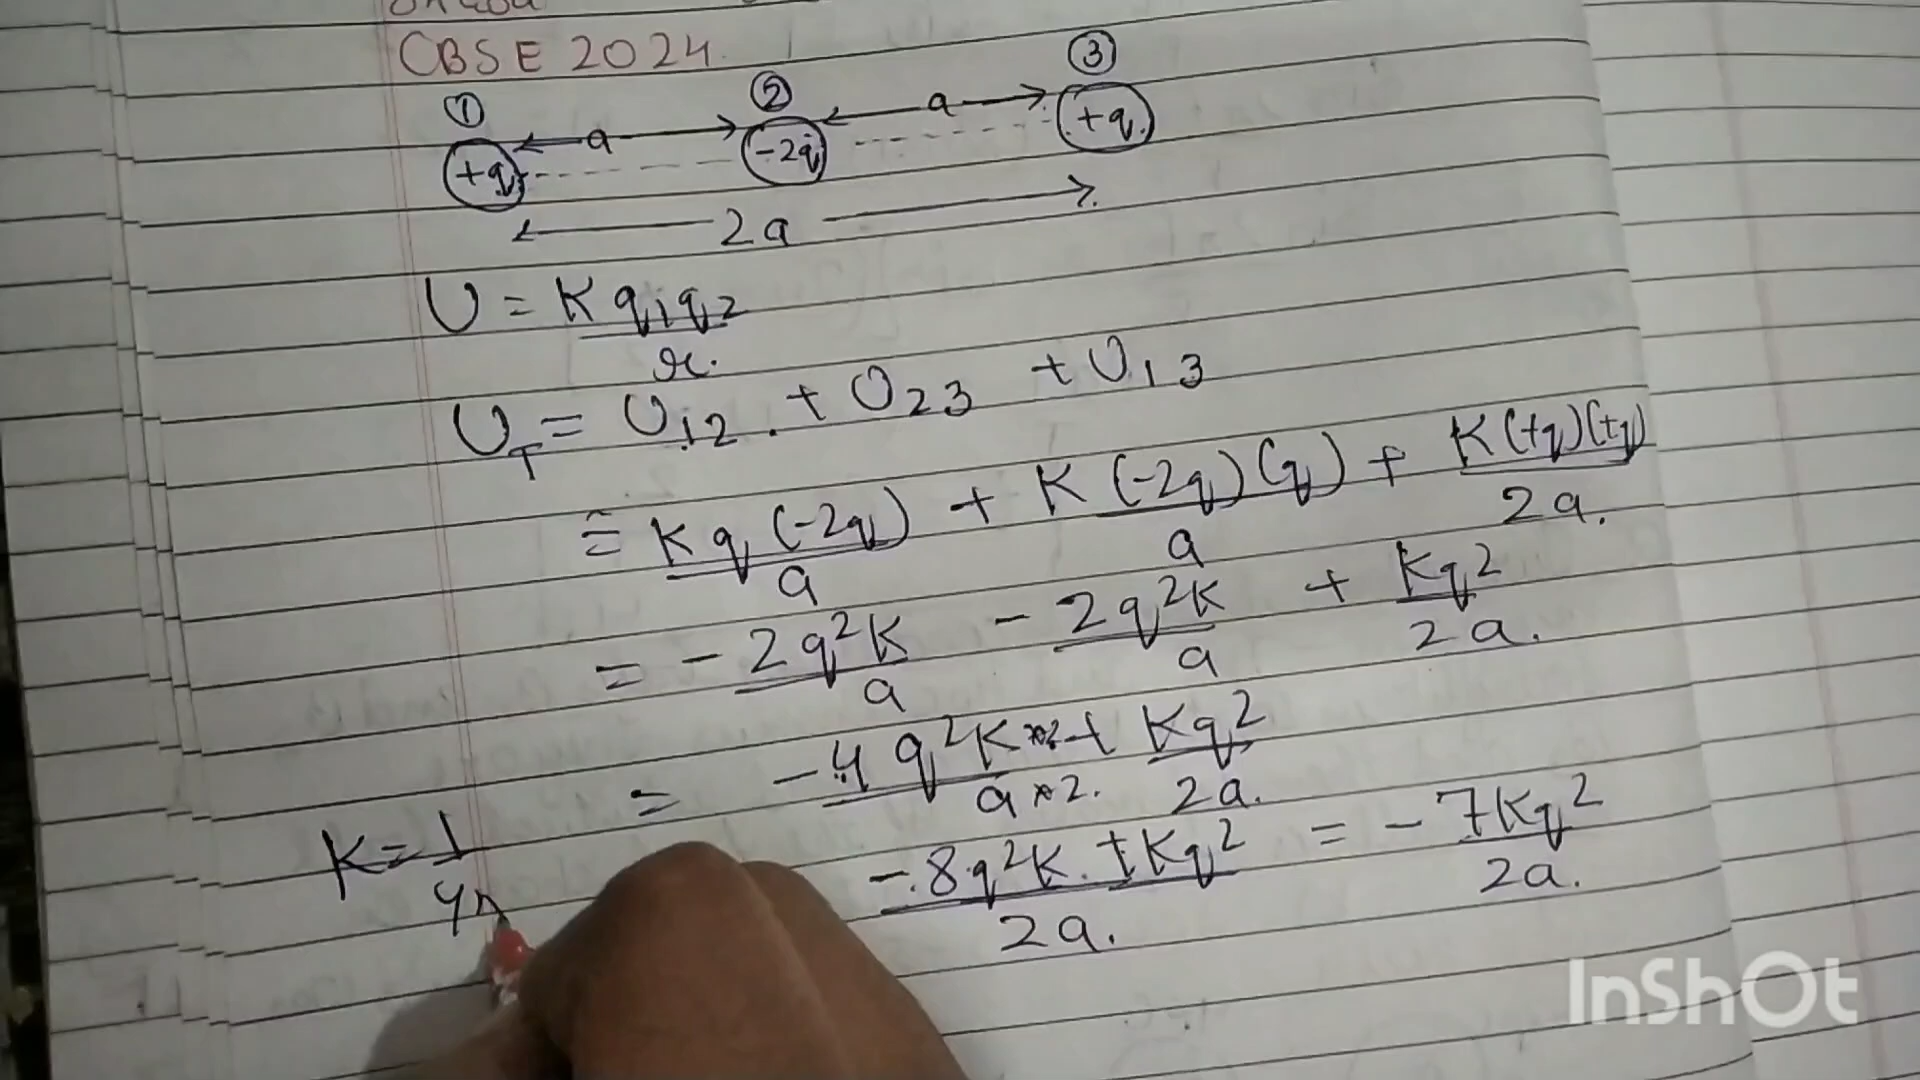 CBSE 2024
① ② ③
+q a -2q a +q
2a
U = K q1q2 / r.
UT = U12. + U23 + U13
= Kq(-2q) / a + K(-2q)(q) / a + K(+q)(+q) / 2a.
= -2q²K / a - 2q²K / a + Kq² / 2a.
= -4q²K×2 / a×2. + Kq² / 2a.
K = 1 / 4π
-8q²K. + Kq² / 2a. = -7Kq² / 2a.
InShOt